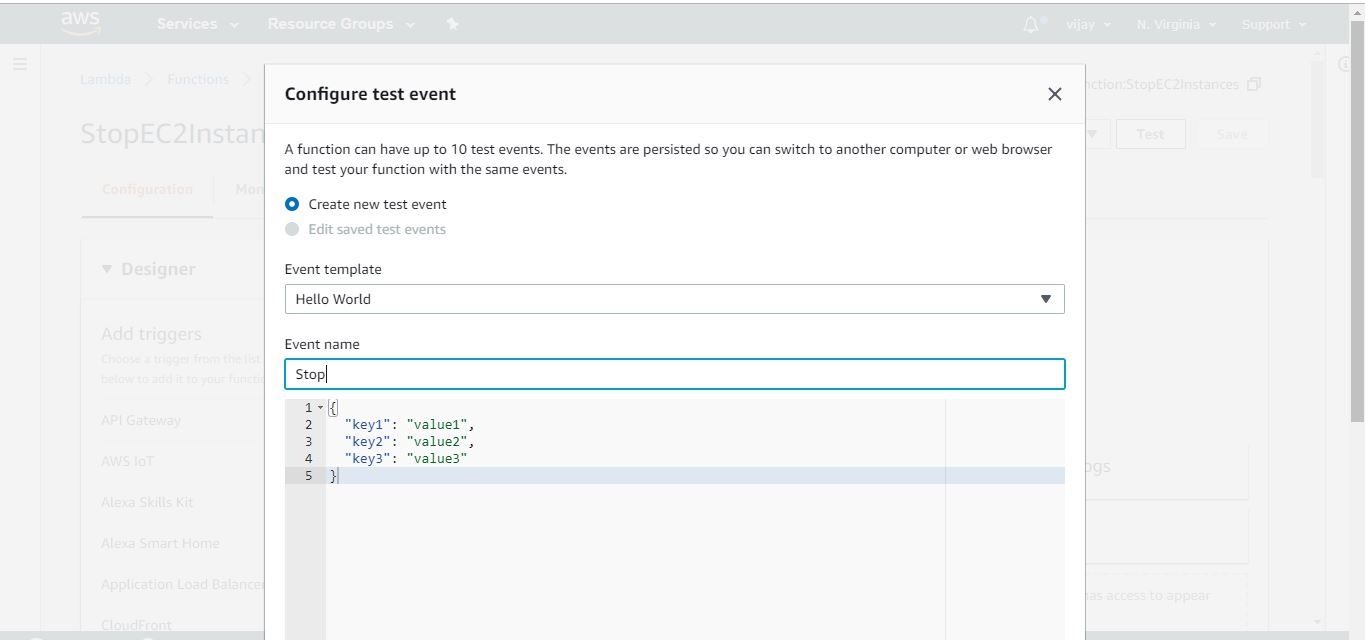 aws Services Resource Groups vijay N. Virginia Support
Lambda Functions nction:StopEC2Instances
Configure test event
StopEC2Instan Test Save
A function can have up to 10 test events. The events are persisted so you can switch to another computer or web browser
and test your function with the same events.
Configuration Mon
Create new test event
Edit saved test events
Designer
Event template
Hello World
Add triggers
Choose a trigger from the list
below to add it to your functio
Event name
Stop
1 {
2 "key1": "value1",
3 "key2": "value2",
4 "key3": "value3"
5 }
API Gateway
AWS IoT
ogs
Alexa Skills Kit
Alexa Smart Home
Application Load Balancer
has access to appear
CloudFront